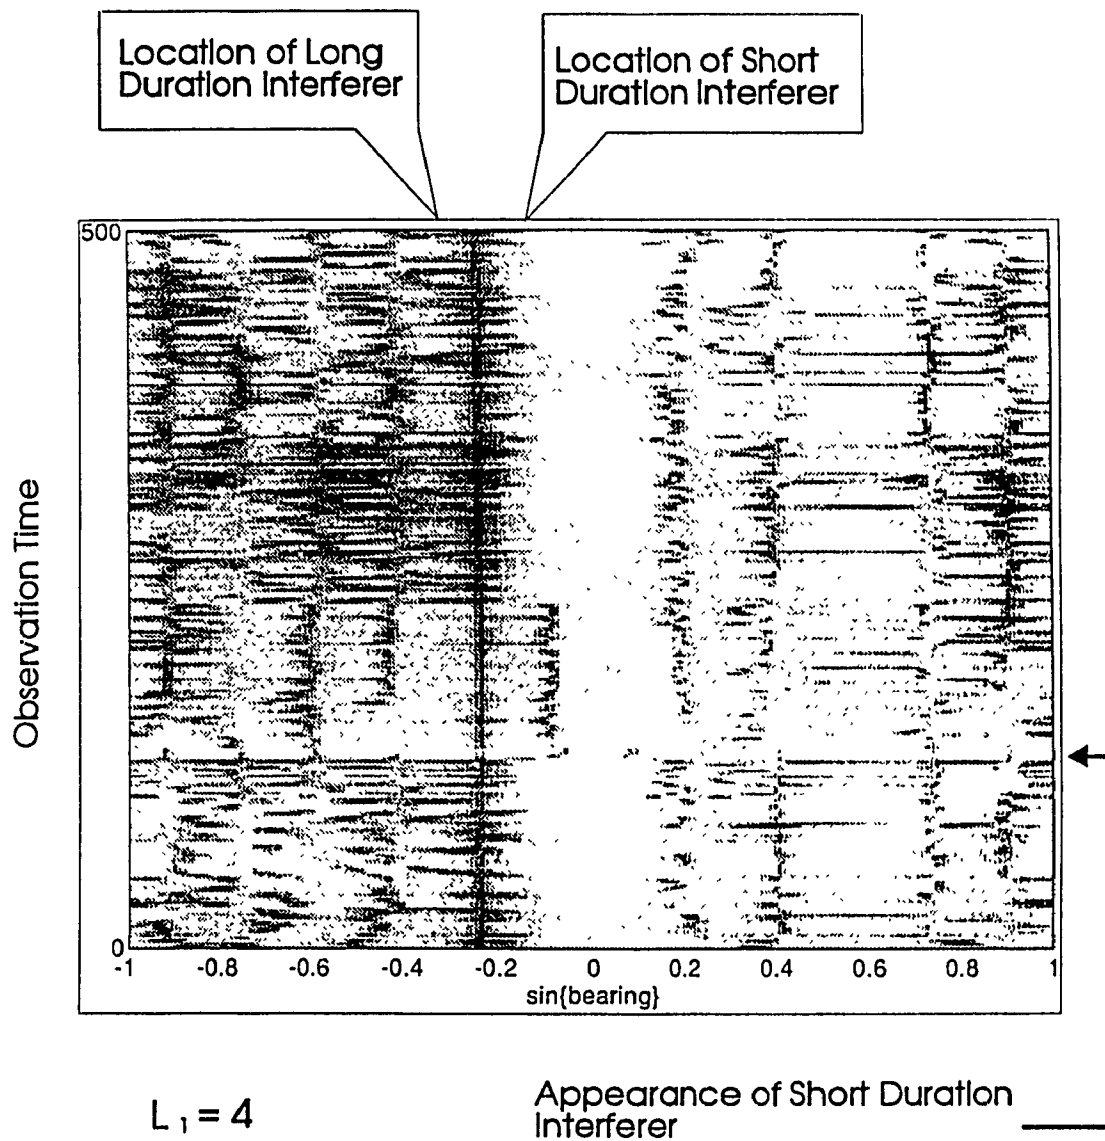 Location of Long
Duration Interferer
Location of Short
Duration Interferer
500
Observation Time
0
-1 -0.8 -0.6 -0.4 -0.2 0 0.2 0.4 0.6 0.8 1
sin{bearing}
L₁ = 4
Appearance of Short Duration
Interferer